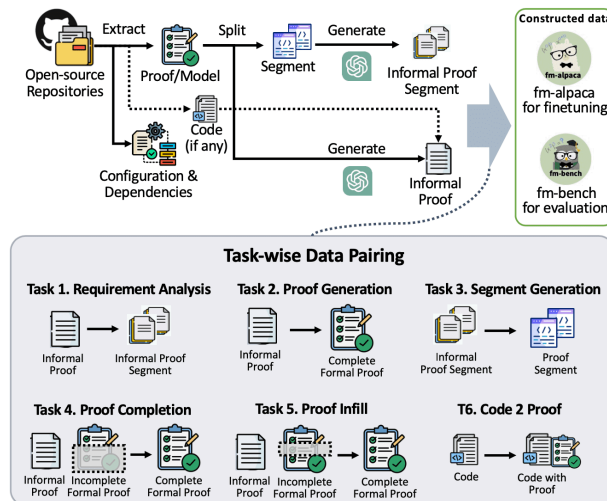 Extract
Split
Generate
Constructed data
Open-source
Repositories
Proof/Model
Segment
Informal Proof
Segment
fm-alpaca
fm-alpaca
for finetuning
Code
(if any)
Generate
Configuration &
Dependencies
Informal
Proof
fm-bench
fm-bench
for evaluation
Task-wise Data Pairing
Task 1. Requirement Analysis
Informal
Proof
Informal Proof
Segment
Task 2. Proof Generation
Informal
Proof
Complete
Formal Proof
Task 3. Segment Generation
Informal
Proof Segment
Proof
Segment
Task 4. Proof Completion
Informal
Proof
Incomplete
Formal Proof
Complete
Formal Proof
Task 5. Proof Infill
Informal
Proof
Incomplete
Formal Proof
Complete
Formal Proof
T6. Code 2 Proof
Code
Code with
Proof